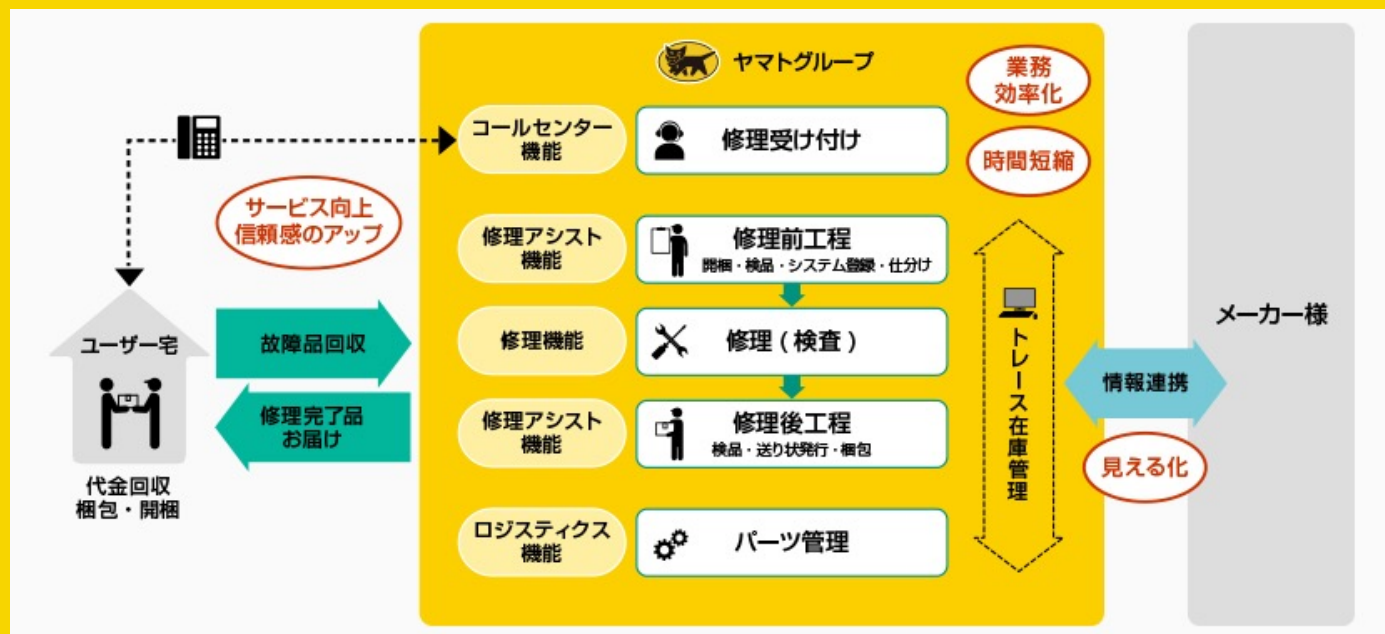 ヤマトグループ
業務
効率化
時間短縮
コールセンター
機能
修理受け付け
サービス向上
信頼感のアップ
修理アシスト
機能
修理前工程
開梱・検品・システム登録・仕分け
ユーザー宅
故障品回収
修理機能
修理(検査)
修理完了品
お届け
修理アシスト
機能
修理後工程
検品・送り状発行・梱包
代金回収
梱包・開梱
ロジスティクス
機能
パーツ管理
トレース在庫管理
情報連携
見える化
メーカー様